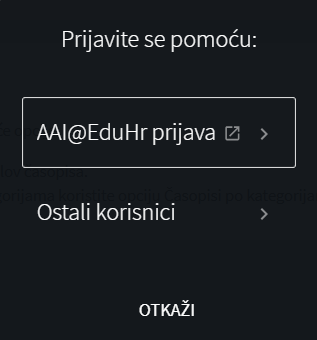 Prijavite se pomoću:
AAI@EduHr prijava
Ostali korisnici
OTKAŽI